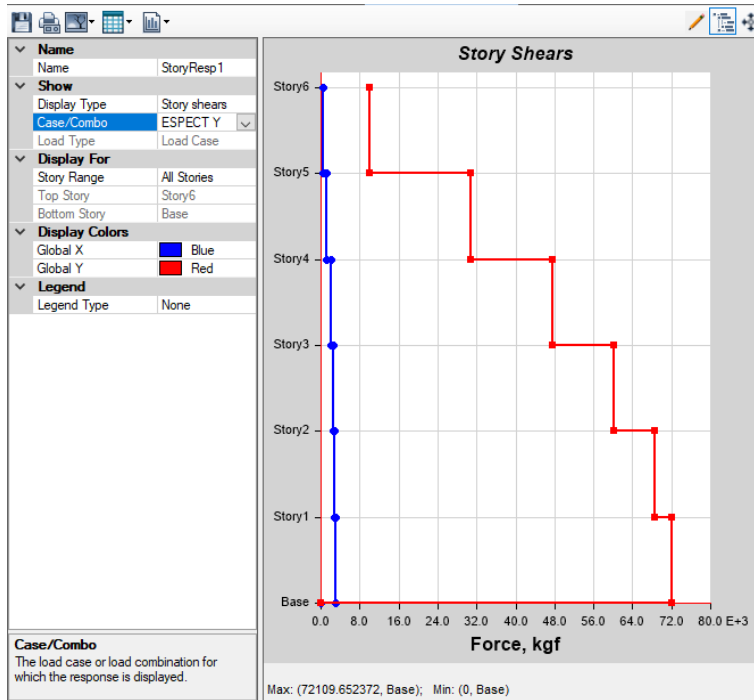 Name
Name StoryResp1
Show
Display Type Story shears
Case/Combo ESPECT Y
Load Type Load Case
Display For
Story Range All Stories
Top Story Story6
Bottom Story Base
Display Colors
Global X Blue
Global Y Red
Legend
Legend Type None
Case/Combo
The load case or load combination for
which the response is displayed.
Story Shears
Story6
Story5
Story4
Story3
Story2
Story1
Base
0.0 8.0 16.0 24.0 32.0 40.0 48.0 56.0 64.0 72.0 80.0 E+3
Force, kgf
Max: (72109.652372, Base); Min: (0, Base)